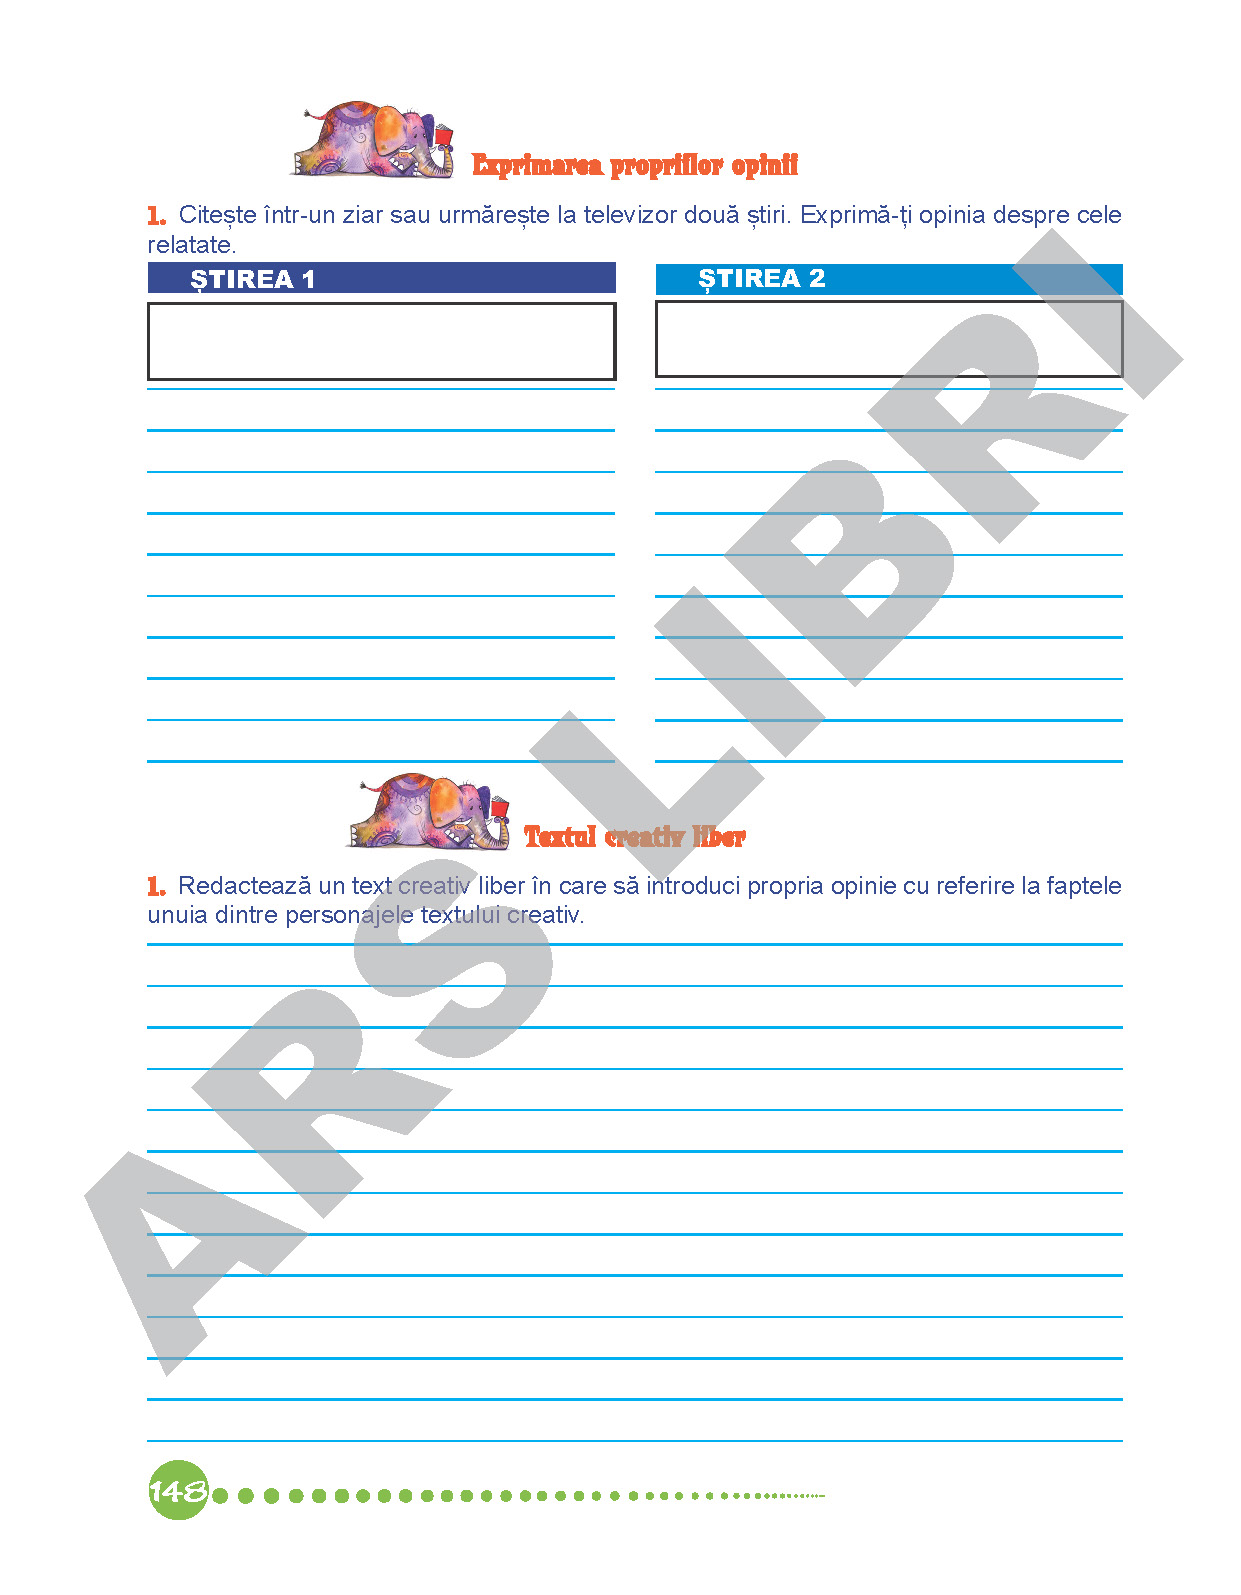 Exprimarea propriilor opinii
1. Citește într-un ziar sau urmărește la televizor două știri. Exprimă-ți opinia despre cele
relatate.
ȘTIREA 1
ȘTIREA 2
Textul creativ liber
1. Redactează un text creativ liber în care să introduci propria opinie cu referire la faptele
unuia dintre personajele textului creativ.
ARS LIBRI
148